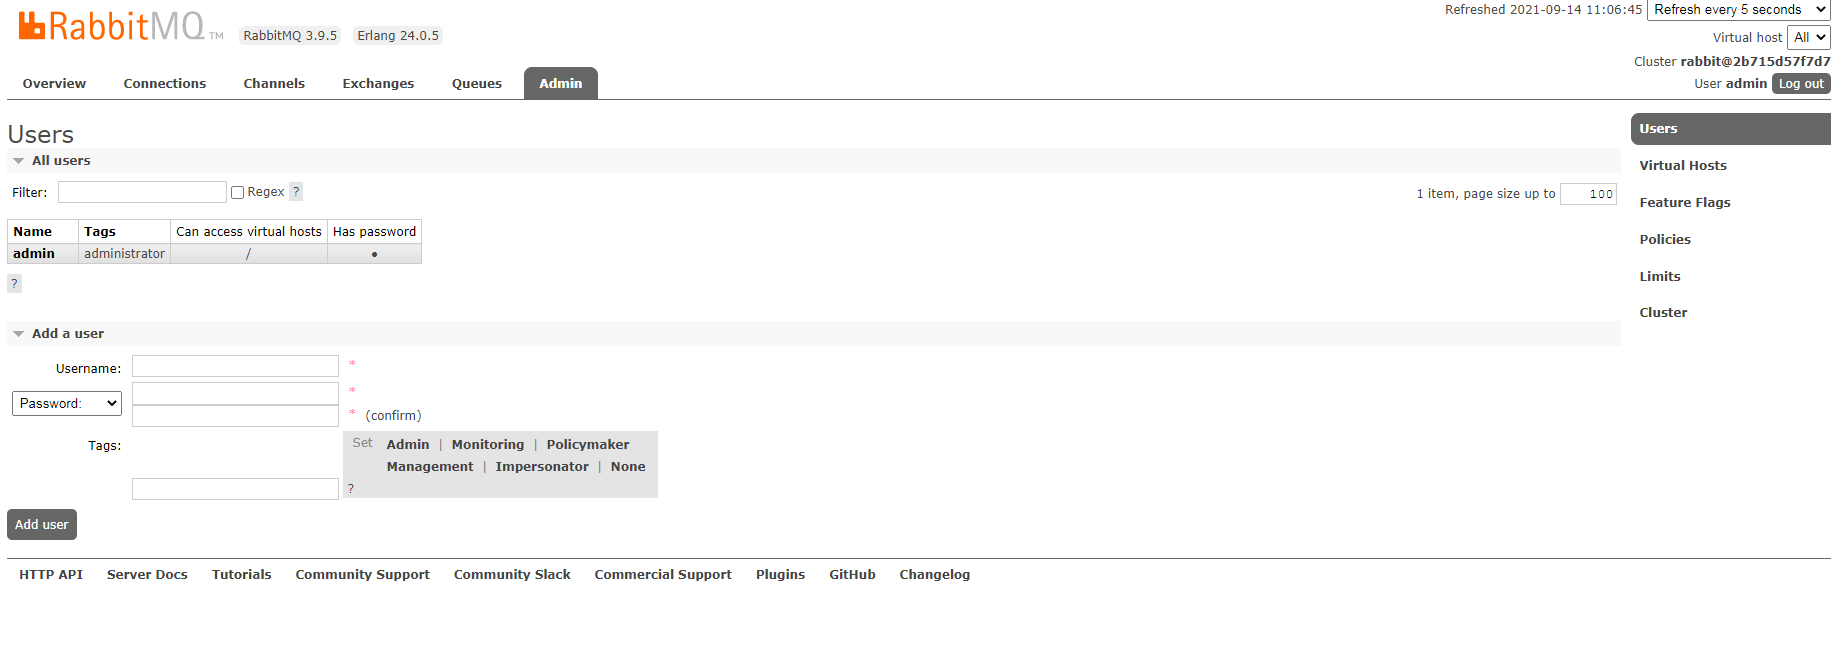 RabbitMQ TM RabbitMQ 3.9.5 Erlang 24.0.5
Refreshed 2021-09-14 11:06:45 Refresh every 5 seconds
Virtual host All
Cluster rabbit@2b715d57f7d7
User admin Log out
Overview Connections Channels Exchanges Queues Admin
Users
All users
Filter: Regex ?
1 item, page size up to 100
Name Tags Can access virtual hosts Has password
admin administrator / ●
?
Add a user
Username: *
Password: *
* (confirm)
Tags:
Set Admin | Monitoring | Policymaker
Management | Impersonator | None
?
Add user
Users
Virtual Hosts
Feature Flags
Policies
Limits
Cluster
HTTP API Server Docs Tutorials Community Support Community Slack Commercial Support Plugins GitHub Changelog